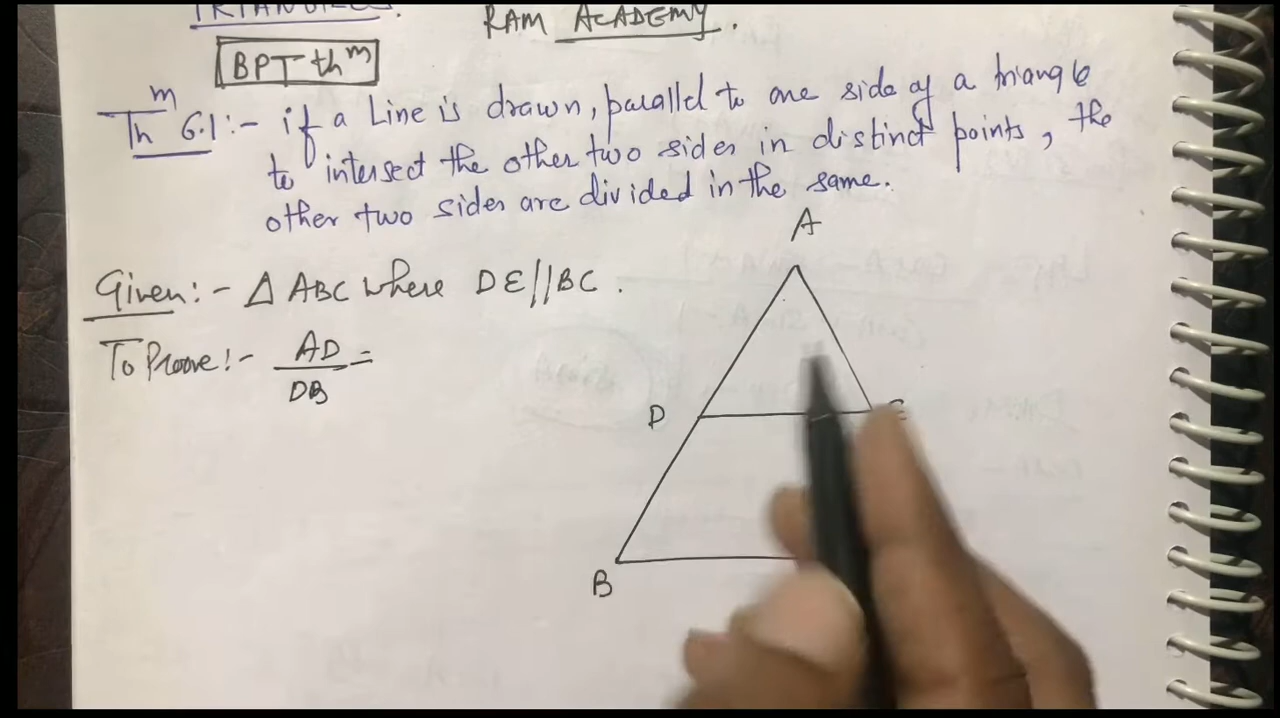 TRIANGLES.
RAM ACADEMY.
BPT thm
Thm 6.1:- if a Line is drawn, parallel to one side of a triangle
to intersect the other two sides in distinct points, the
other two sides are divided in the same.
A
Given:- △ ABC where DE//BC.
To Prove:- AD/DB =
D E
B